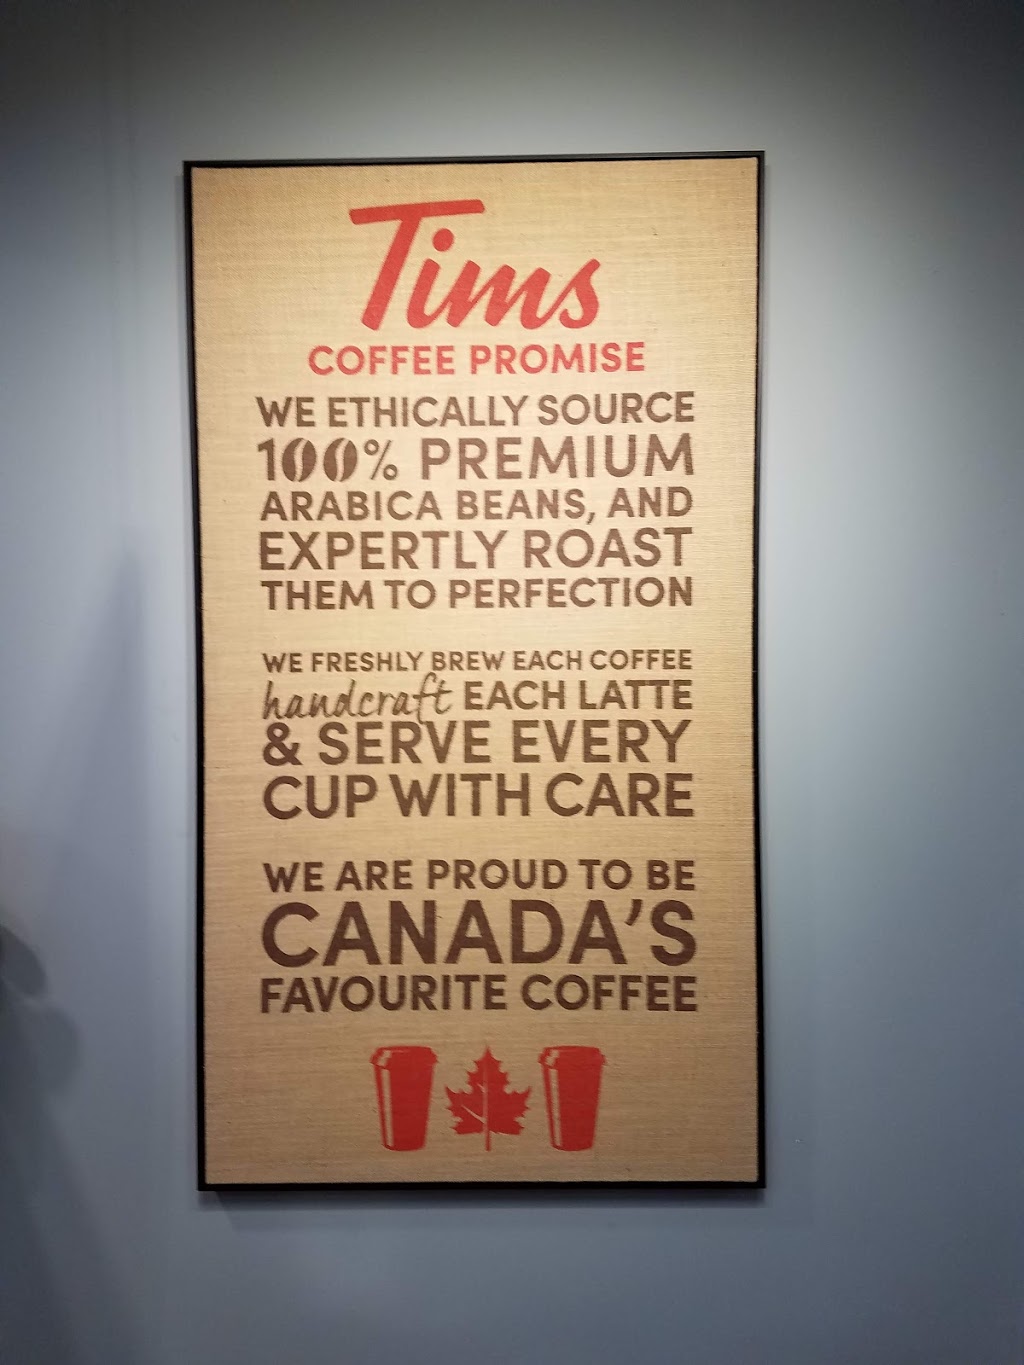 Tims
COFFEE PROMISE
WE ETHICALLY SOURCE
100% PREMIUM
ARABICA BEANS, AND
EXPERTLY ROAST
THEM TO PERFECTION
WE FRESHLY BREW EACH COFFEE
handcraft EACH LATTE
& SERVE EVERY
CUP WITH CARE
WE ARE PROUD TO BE
CANADA'S
FAVOURITE COFFEE